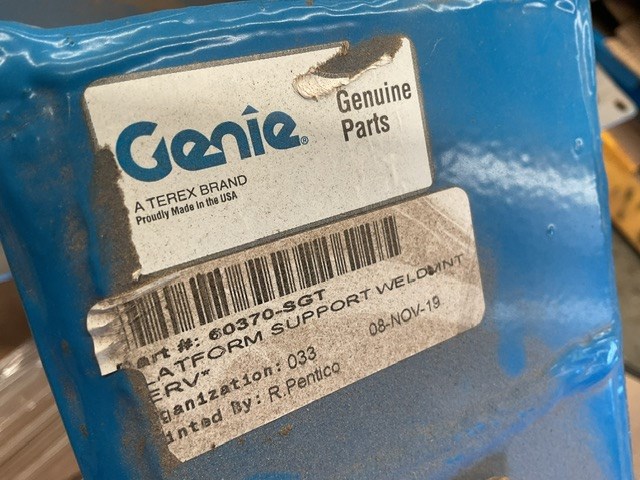 Genie®
Genuine
Parts
A TEREX BRAND
Proudly Made in the USA
art #: 60370-SGT
LATFORM SUPPORT WELDMNT
ERV*
ganization: 033
08-NOV-19
inted By: R.Pentico